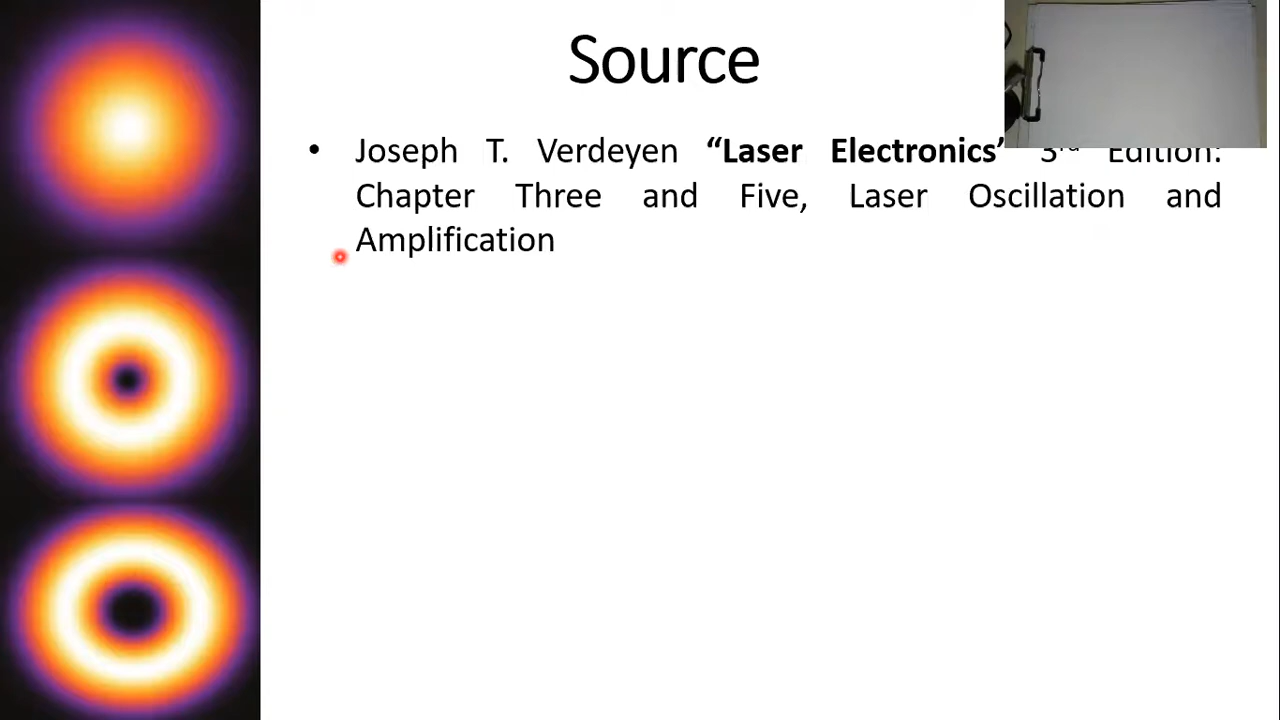 Source
• Joseph T. Verdeyen “Laser Electronics’ 3rd Edition:
Chapter Three and Five, Laser Oscillation and
Amplification